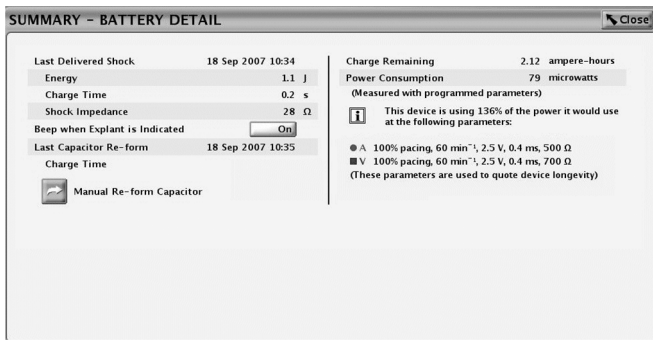 SUMMARY - BATTERY DETAIL
Close
Last Delivered Shock 18 Sep 2007 10:34
Energy 1.1 J
Charge Time 0.2 s
Shock Impedance 28 Ω
Beep when Explant is Indicated On
Last Capacitor Re-form 18 Sep 2007 10:35
Charge Time
Manual Re-form Capacitor
Charge Remaining 2.12 ampere-hours
Power Consumption 79 microwatts
(Measured with programmed parameters)
i This device is using 136% of the power it would use
at the following parameters:
A 100% pacing, 60 min⁻¹, 2.5 V, 0.4 ms, 500 Ω
V 100% pacing, 60 min⁻¹, 2.5 V, 0.4 ms, 700 Ω
(These parameters are used to quote device longevity)